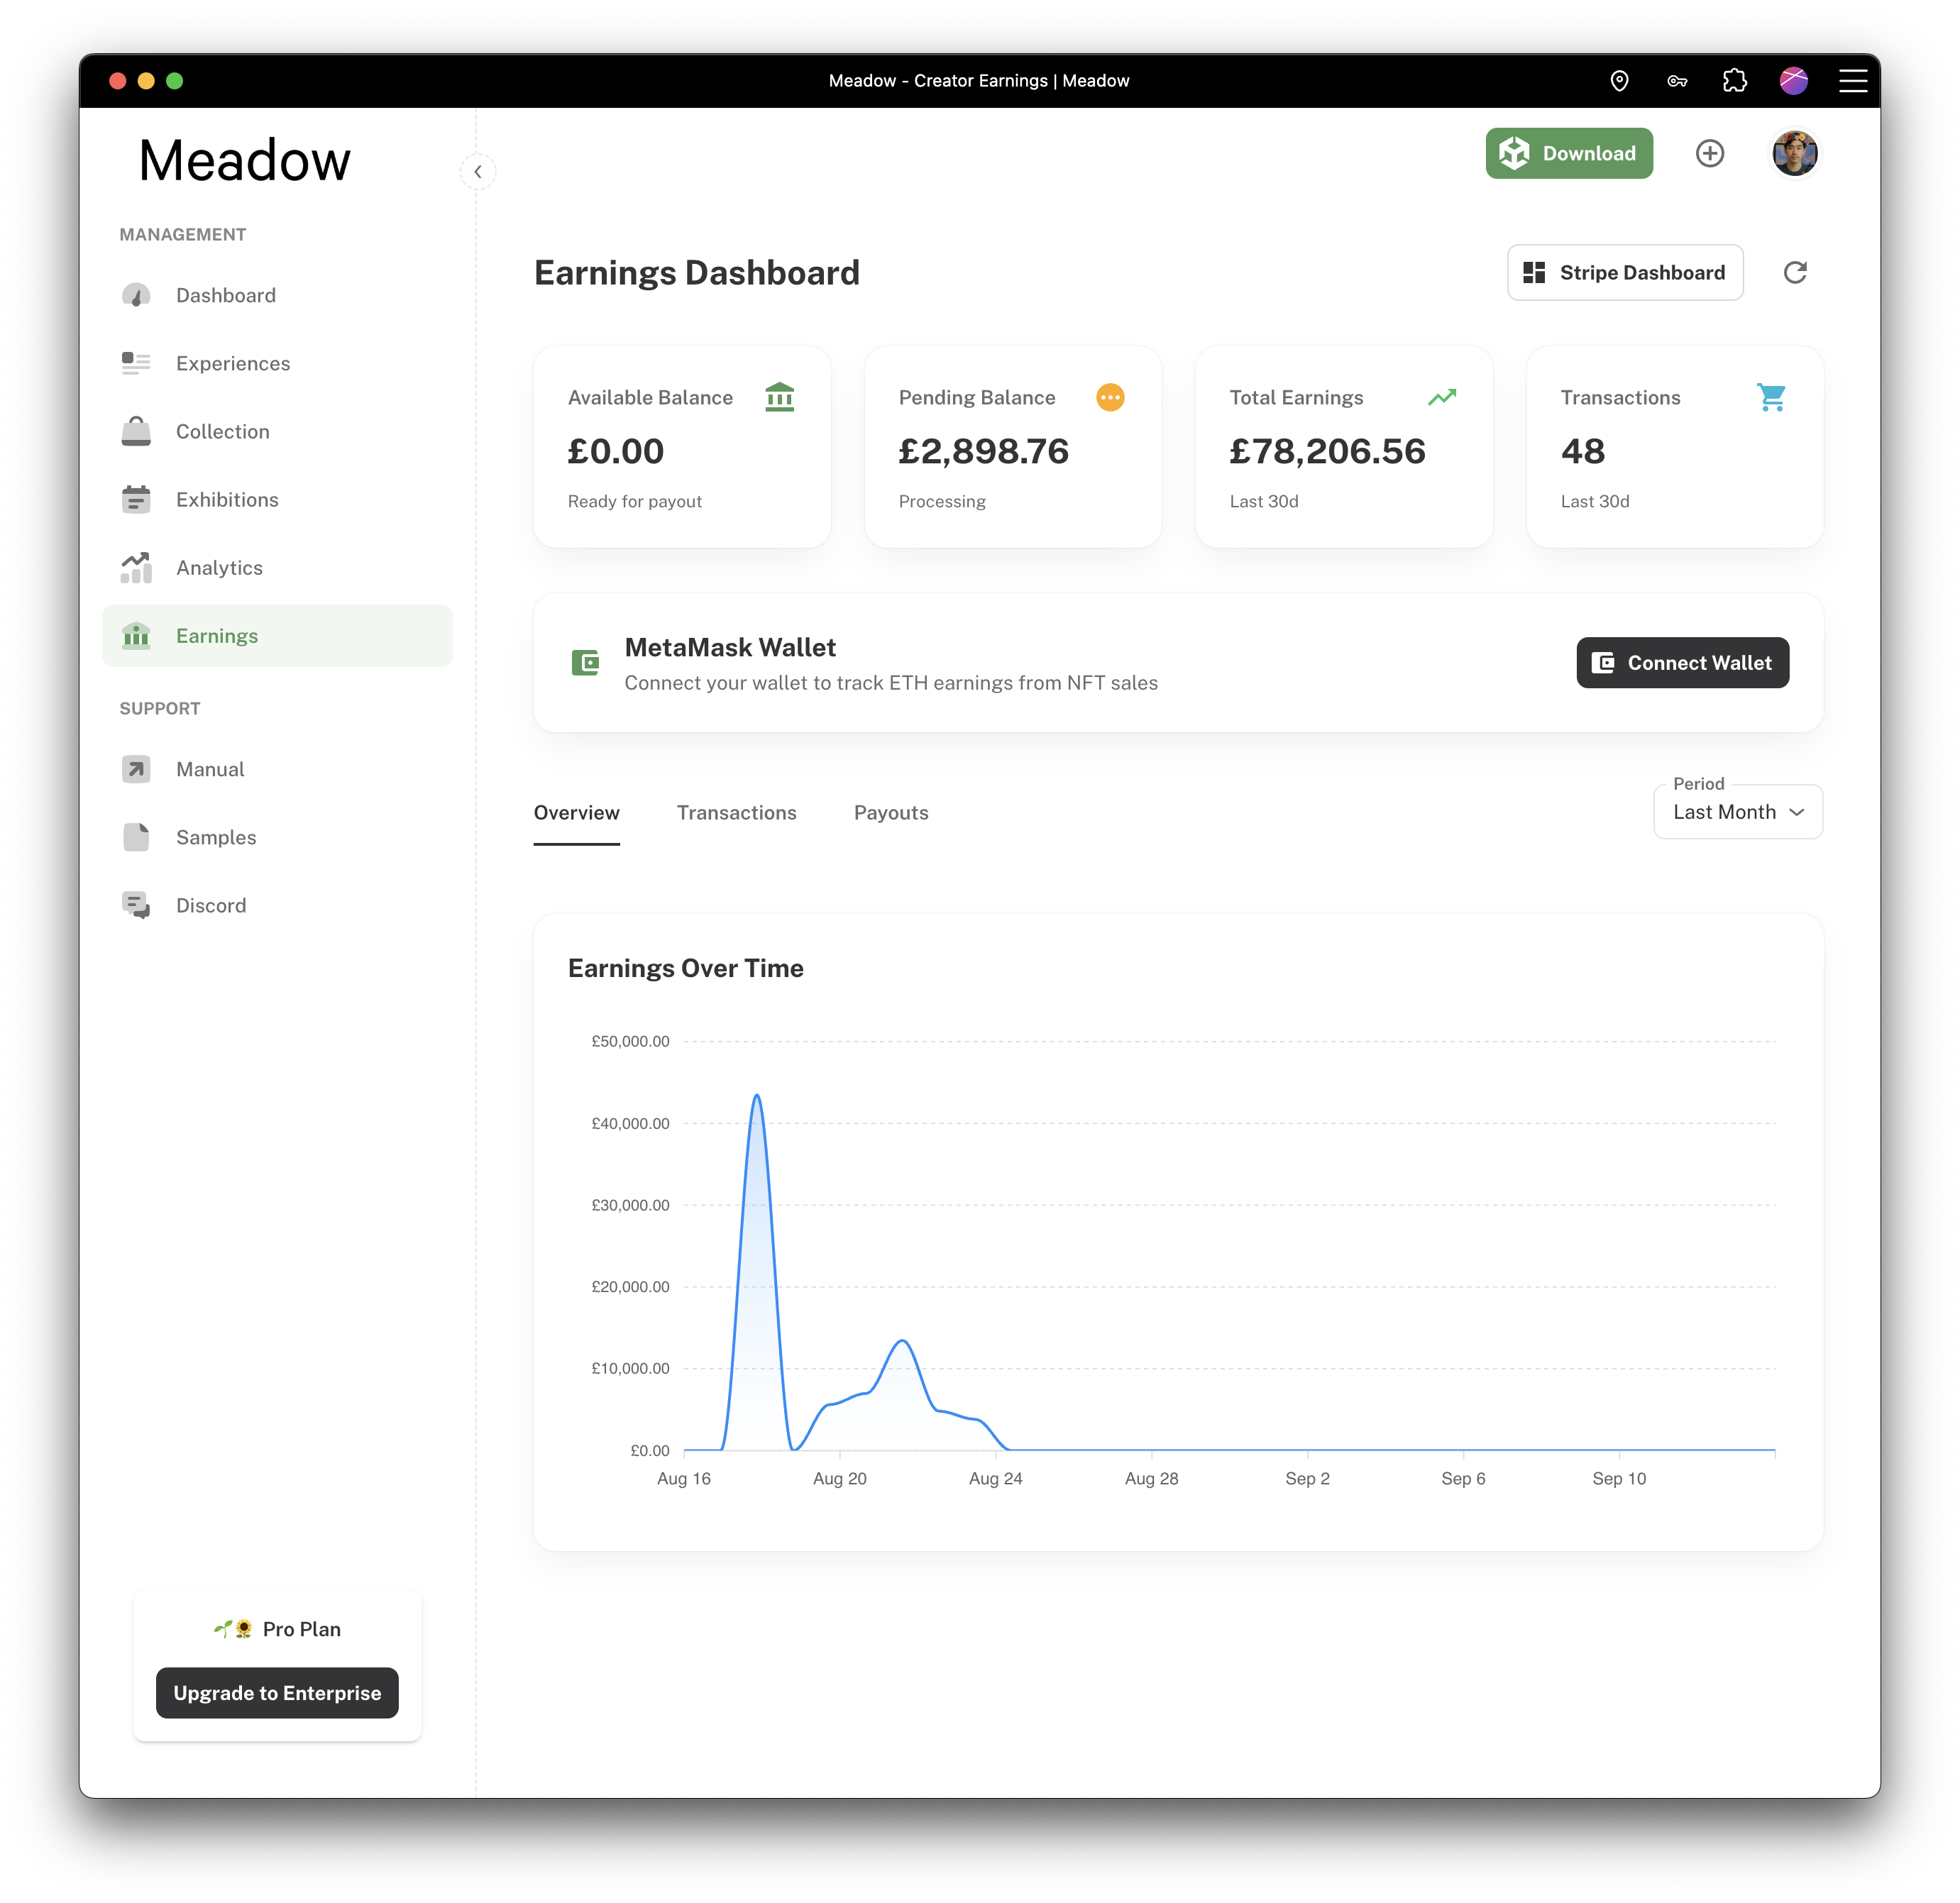 Meadow - Creator Earnings | Meadow
Meadow
Download
MANAGEMENT
Dashboard
Experiences
Collection
Exhibitions
Analytics
Earnings
SUPPORT
Manual
Samples
Discord
Pro Plan
Upgrade to Enterprise
Earnings Dashboard
Stripe Dashboard
Available Balance
£0.00
Ready for payout
Pending Balance
£2,898.76
Processing
Total Earnings
£78,206.56
Last 30d
Transactions
48
Last 30d
MetaMask Wallet
Connect your wallet to track ETH earnings from NFT sales
Connect Wallet
Overview Transactions Payouts
Period
Last Month
Earnings Over Time
£50,000.00
£40,000.00
£30,000.00
£20,000.00
£10,000.00
£0.00
Aug 16 Aug 20 Aug 24 Aug 28 Sep 2 Sep 6 Sep 10